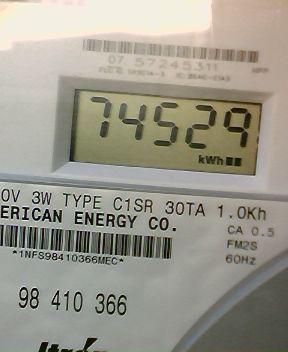 07 57245311
74529
kWh
0V 3W TYPE C1SR 30TA 1.0Kh
ERICAN ENERGY CO.
CA 0.5
FM2S
*1NFS98410366MEC*
60Hz
98 410 366
Itrón